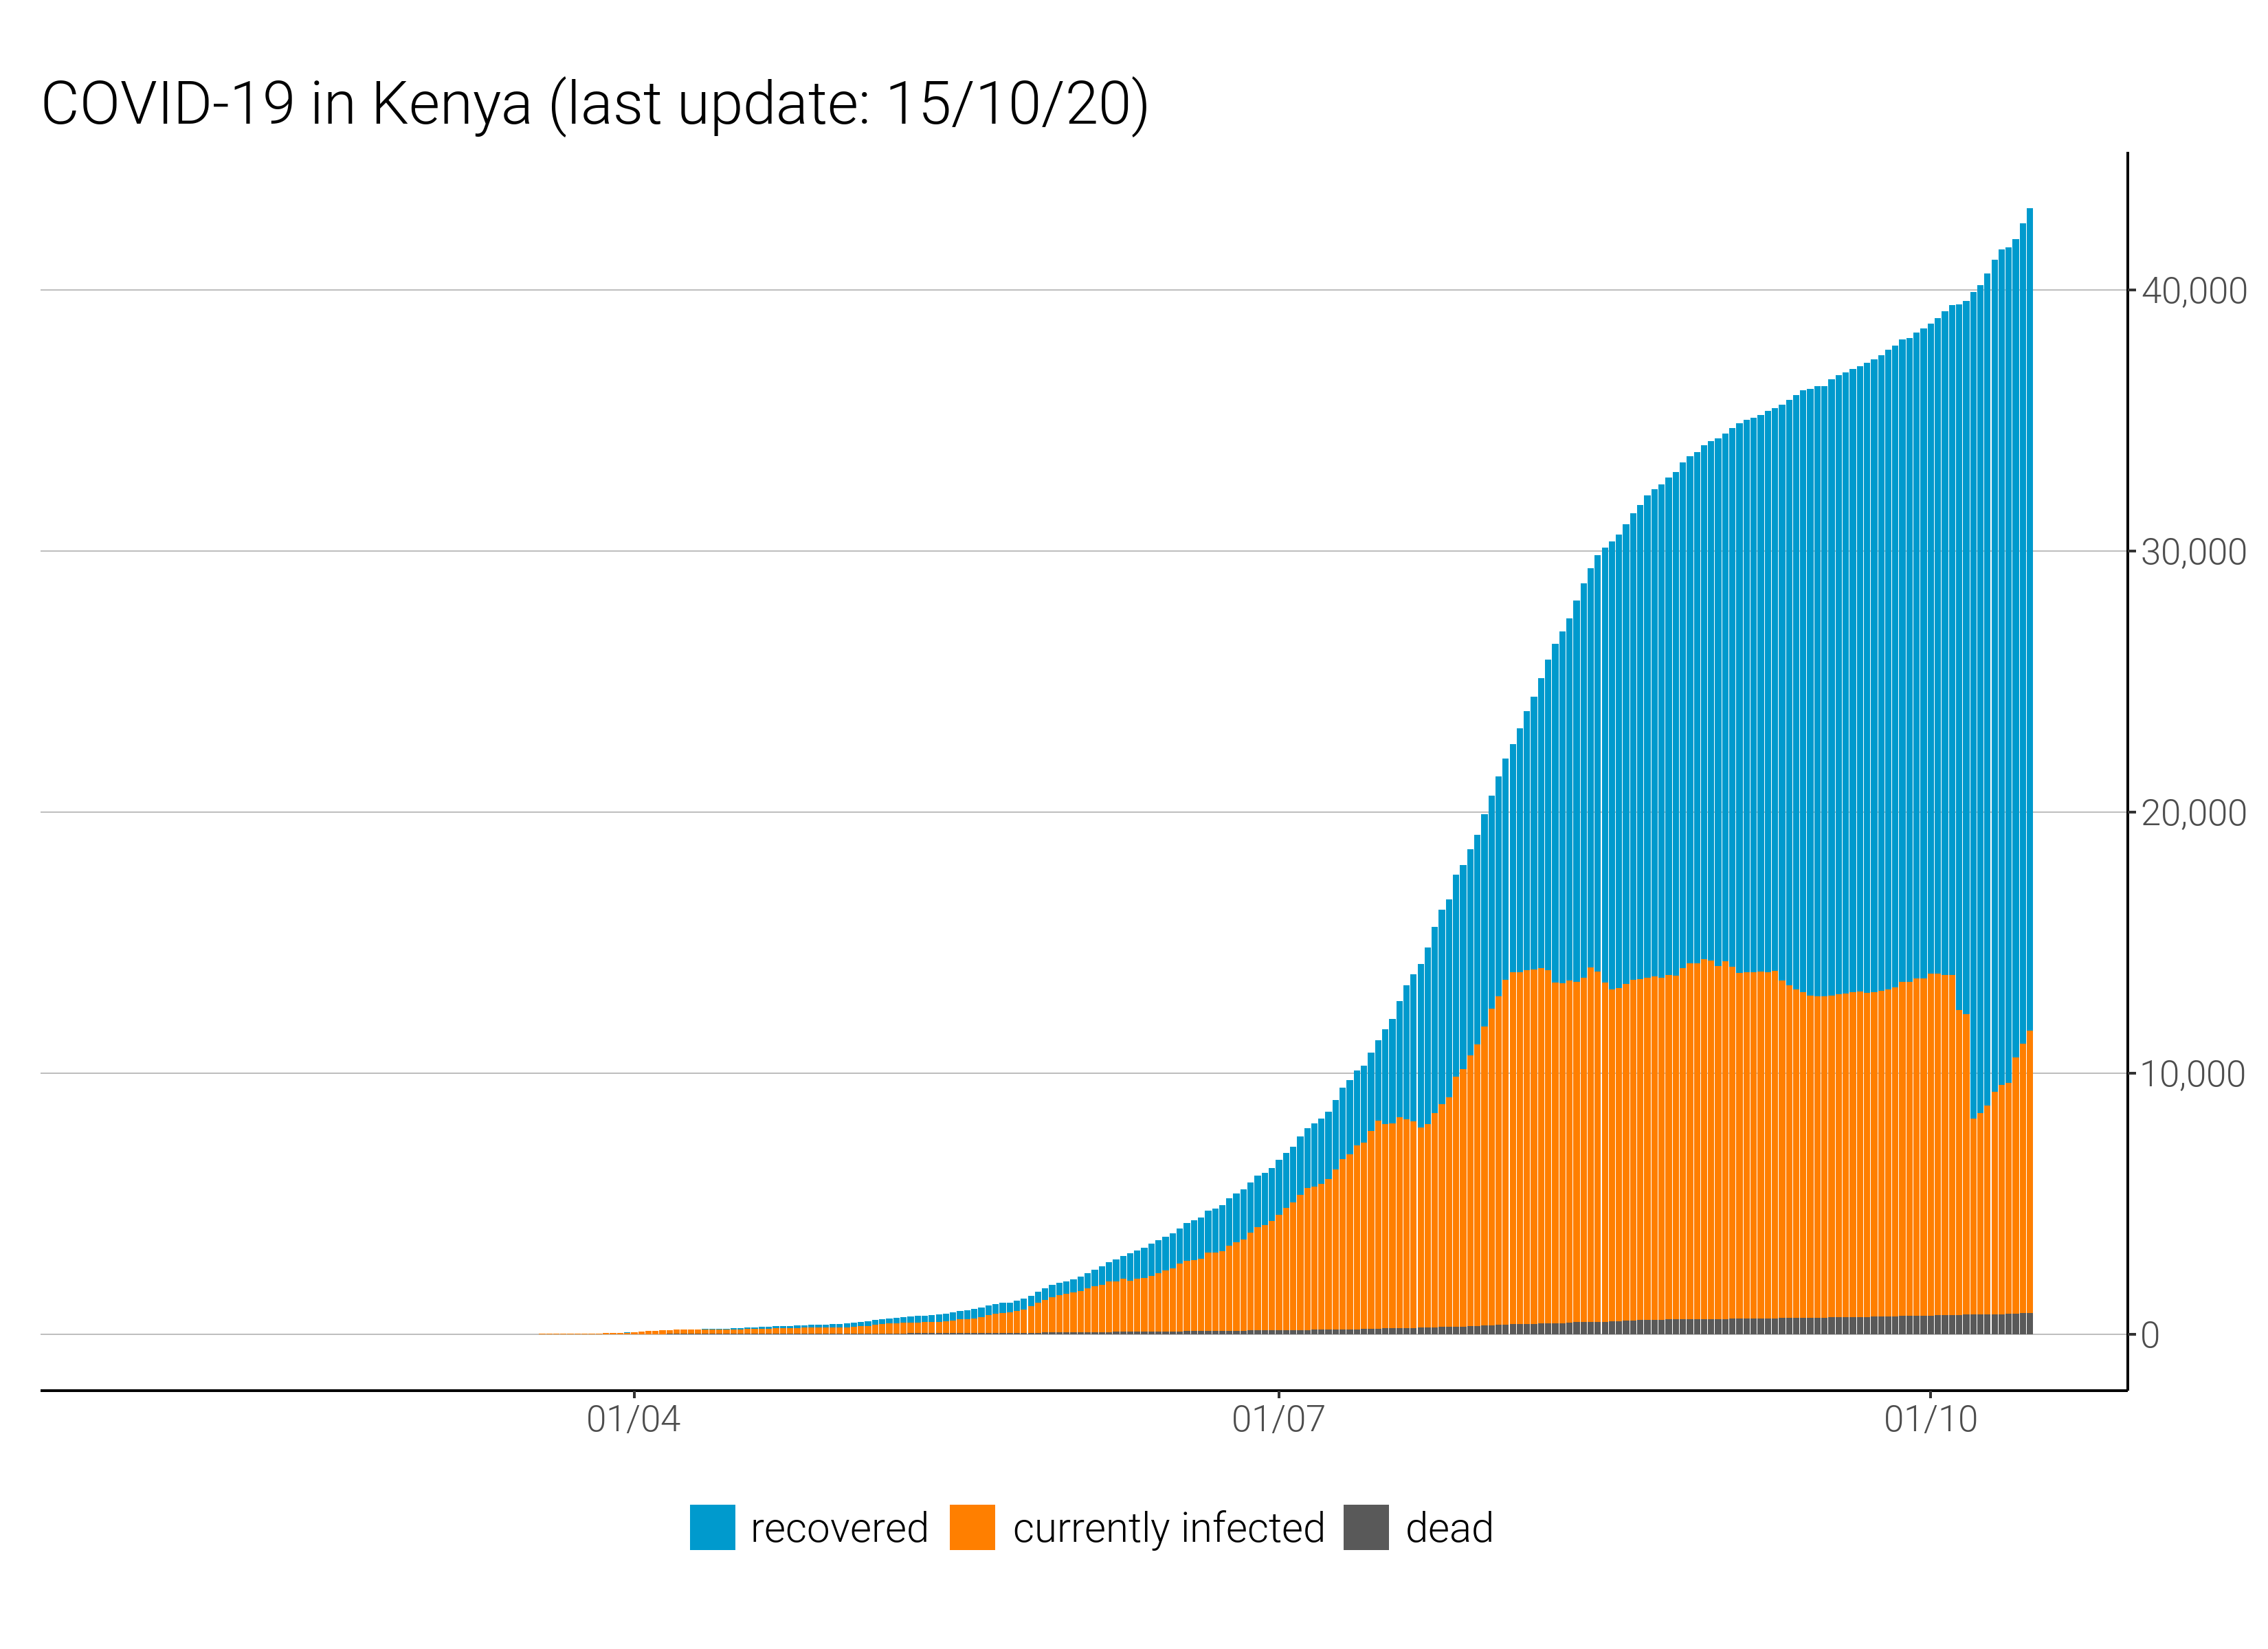 COVID-19 in Kenya (last update: 15/10/20)
40,000
30,000
20,000
10,000
0
01/04 01/07 01/10
recovered currently infected dead